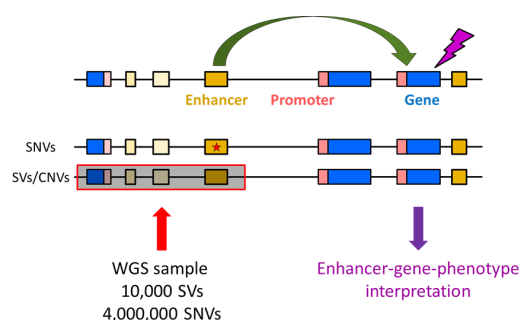 Enhancer Promoter Gene
SNVs
SVs/CNVs
WGS sample
10,000 SVs
4,000,000 SNVs
Enhancer-gene-phenotype
interpretation